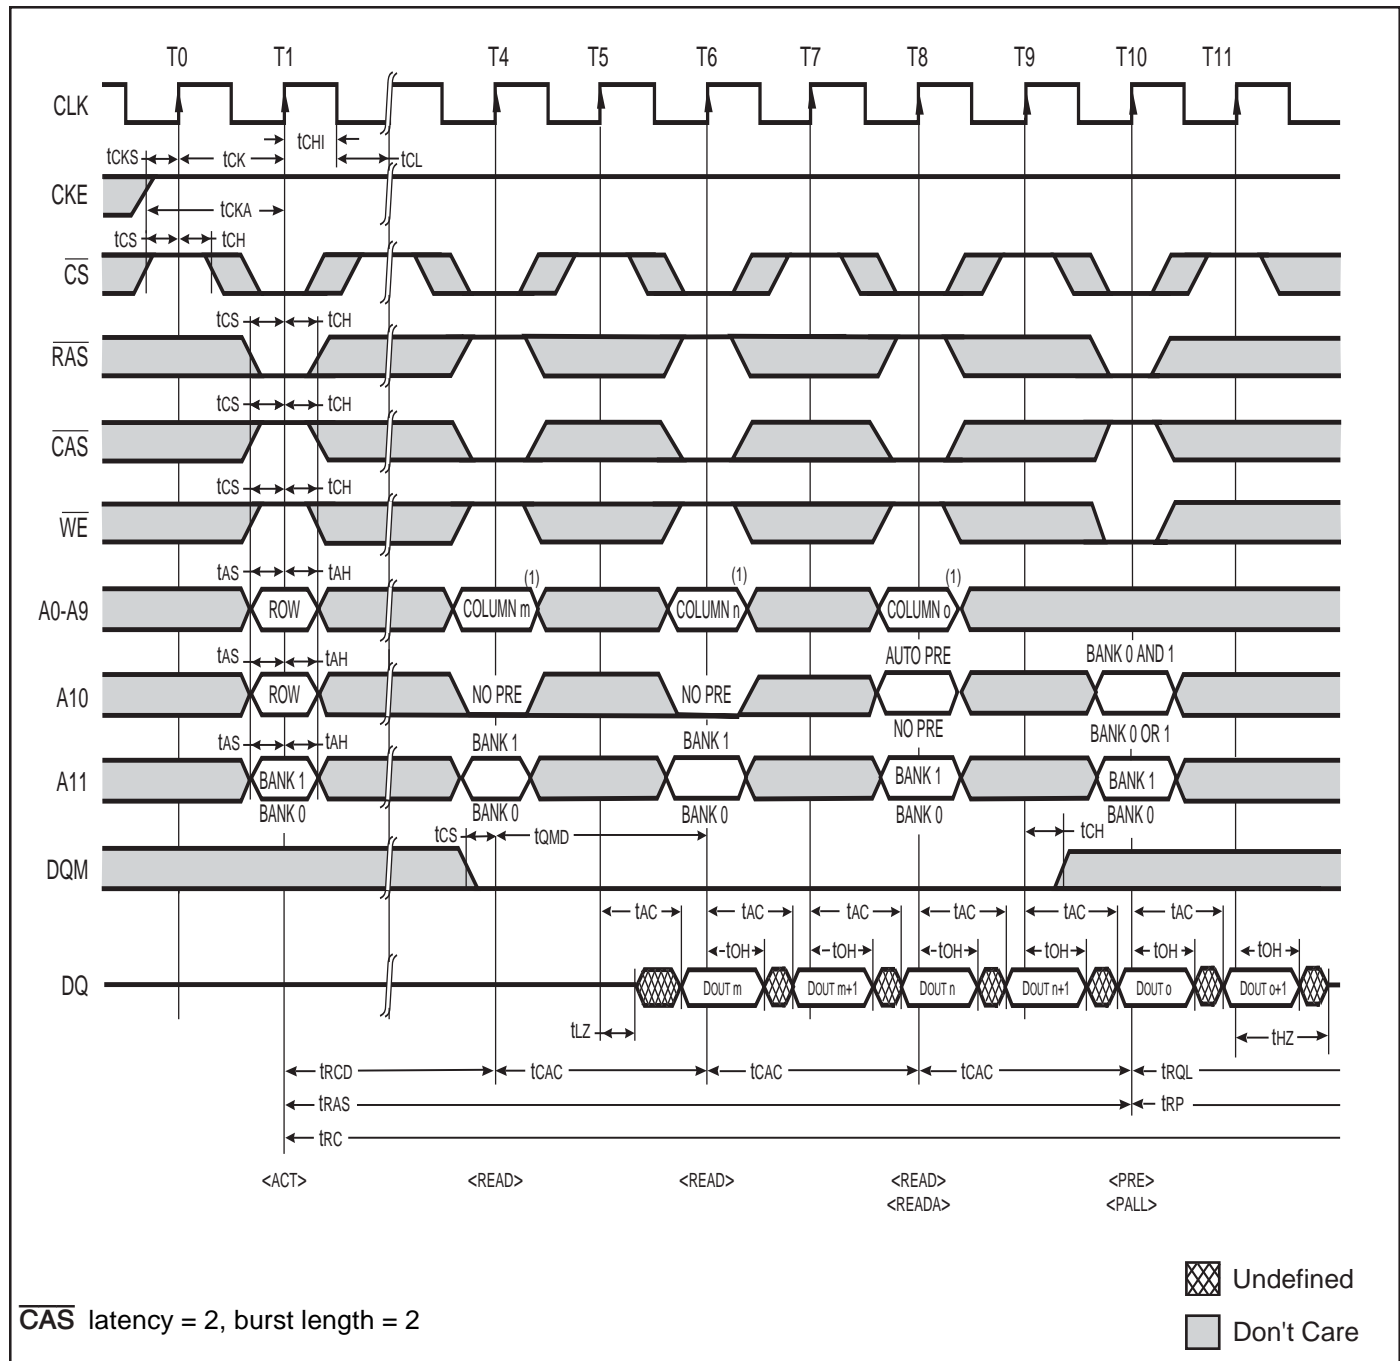 T0 T1 T4 T5 T6 T7 T8 T9 T10 T11
CLK
tCHI
tCKS tCK tCL
CKE
tCKA
tCS tCH
CS
tCS tCH
RAS
tCS tCH
CAS
tCS tCH
WE
tAS tAH (1) (1) (1)
A0-A9 ROW COLUMN m COLUMN n COLUMN o
tAS tAH AUTO PRE BANK 0 AND 1
A10 ROW NO PRE NO PRE
NO PRE BANK 0 OR 1
tAS tAH BANK 1 BANK 1
A11 BANK 1 BANK 1 BANK 1
BANK 0 BANK 0 BANK 0 BANK 0 BANK 0
tCS tQMD tCH
DQM
tAC tAC tAC tAC tAC tAC
tOH tOH tOH tOH tOH tOH
DQ DOUT m DOUT m+1 DOUT n DOUT n+1 DOUT o DOUT o+1
tLZ tHZ
tRCD tCAC tCAC tCAC tRQL
tRAS tRP
tRC
<ACT> <READ> <READ> <READ> <PRE>
<READA> <PALL>
Undefined
CAS latency = 2, burst length = 2
Don't Care